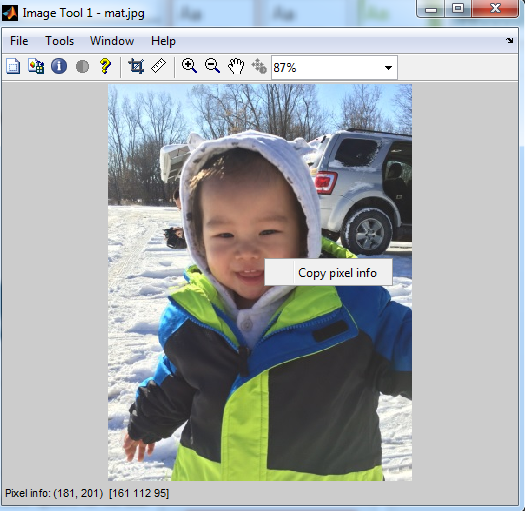 Image Tool 1 - mat.jpg
File Tools Window Help
87%
Copy pixel info
Pixel info: (181, 201) [161 112 95]